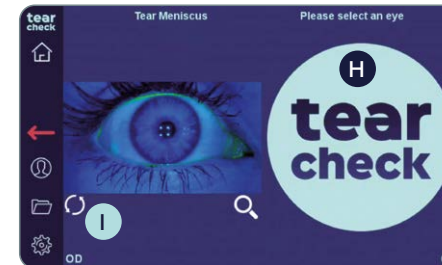 tear
check
Tear Meniscus
Please select an eye
H
tear
check
I
OD